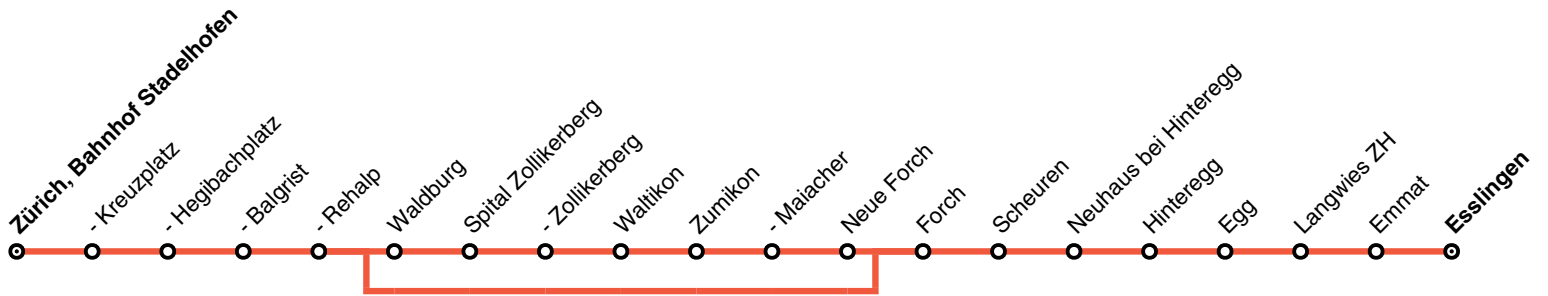 Zürich, Bahnhof Stadelhofen
- Kreuzplatz
- Hegibachplatz
- Balgrist
- Rehalp
Waldburg
Spital Zollikerberg
- Zollikerberg
Waltikon
Zumikon
- Maiacher
Neue Forch
Forch
Scheuren
Neuhaus bei Hinteregg
Hinteregg
Egg
Langwies ZH
Emmat
Esslingen